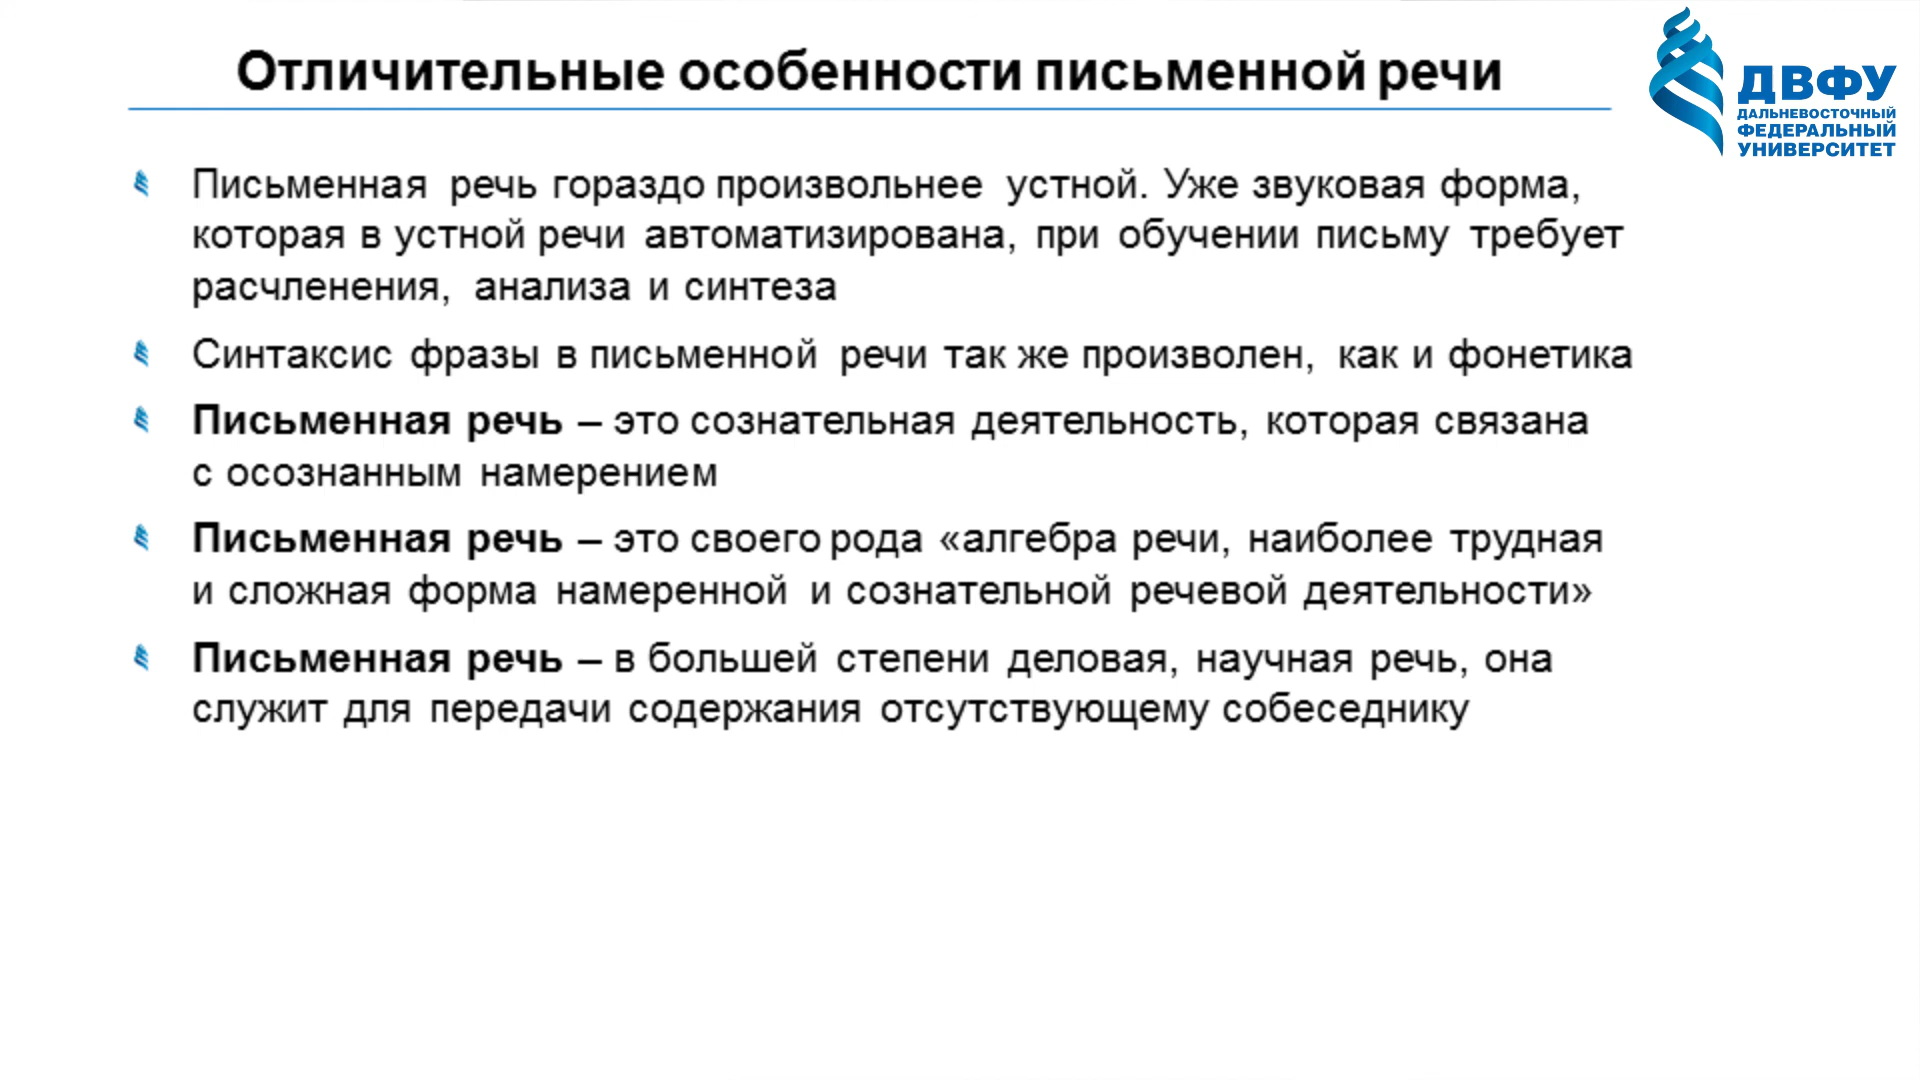 Отличительные особенности письменной речи
ДВФУ
ДАЛЬНЕВОСТОЧНЫЙ
ФЕДЕРАЛЬНЫЙ
УНИВЕРСИТЕТ
Письменная речь гораздо произвольнее устной. Уже звуковая форма,
которая в устной речи автоматизирована, при обучении письму требует
расчленения, анализа и синтеза
Синтаксис фразы в письменной речи так же произволен, как и фонетика
Письменная речь – это сознательная деятельность, которая связана
с осознанным намерением
Письменная речь – это своего рода «алгебра речи, наиболее трудная
и сложная форма намеренной и сознательной речевой деятельности»
Письменная речь – в большей степени деловая, научная речь, она
служит для передачи содержания отсутствующему собеседнику